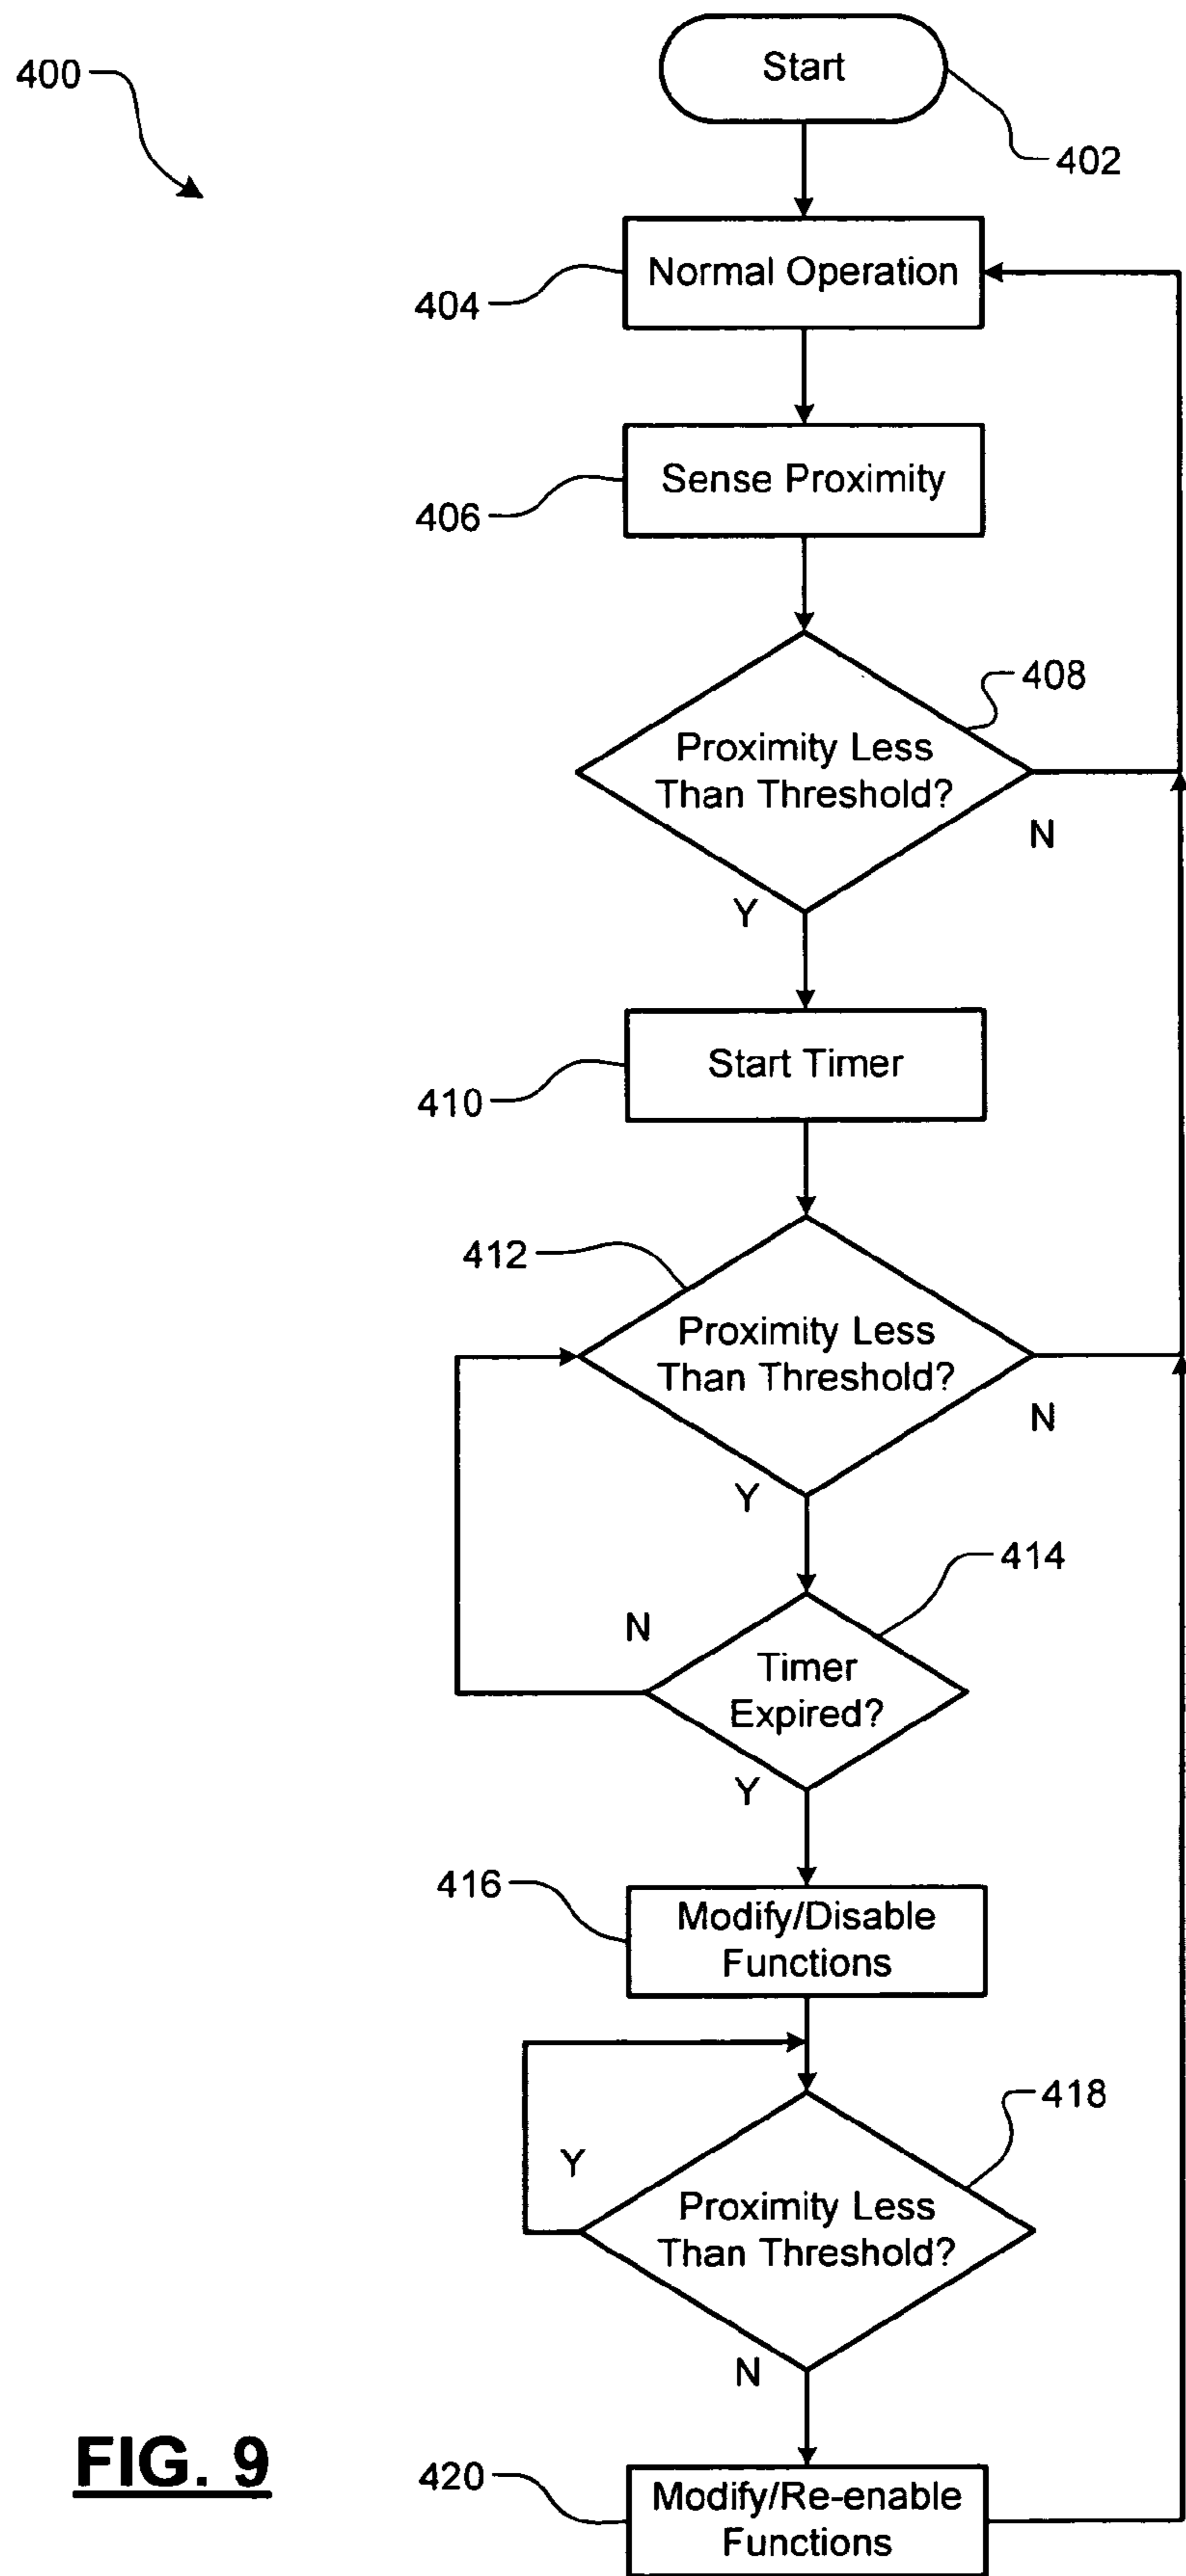 400
Start
402
Normal Operation
404
Sense Proximity
406
408
Proximity Less
Than Threshold?
N
Y
Start Timer
410
412
Proximity Less
Than Threshold?
N
Y
414
N
Timer
Expired?
Y
416
Modify/Disable
Functions
418
Y
Proximity Less
Than Threshold?
N
FIG. 9
420
Modify/Re-enable
Functions